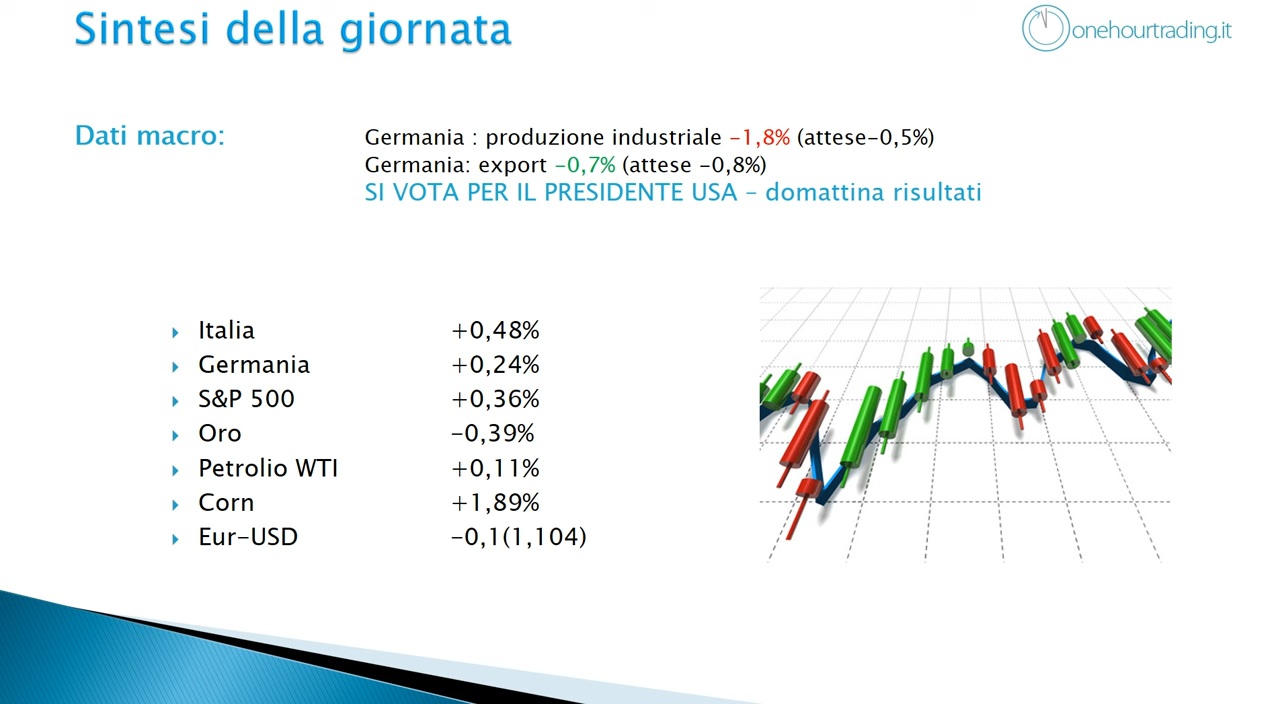 Sintesi della giornata
onehourtrading.it
Dati macro:
Germania : produzione industriale -1,8% (attese-0,5%)
Germania: export -0,7% (attese -0,8%)
SI VOTA PER IL PRESIDENTE USA - domattina risultati
Italia +0,48%
Germania +0,24%
S&P 500 +0,36%
Oro -0,39%
Petrolio WTI +0,11%
Corn +1,89%
Eur-USD -0,1(1,104)